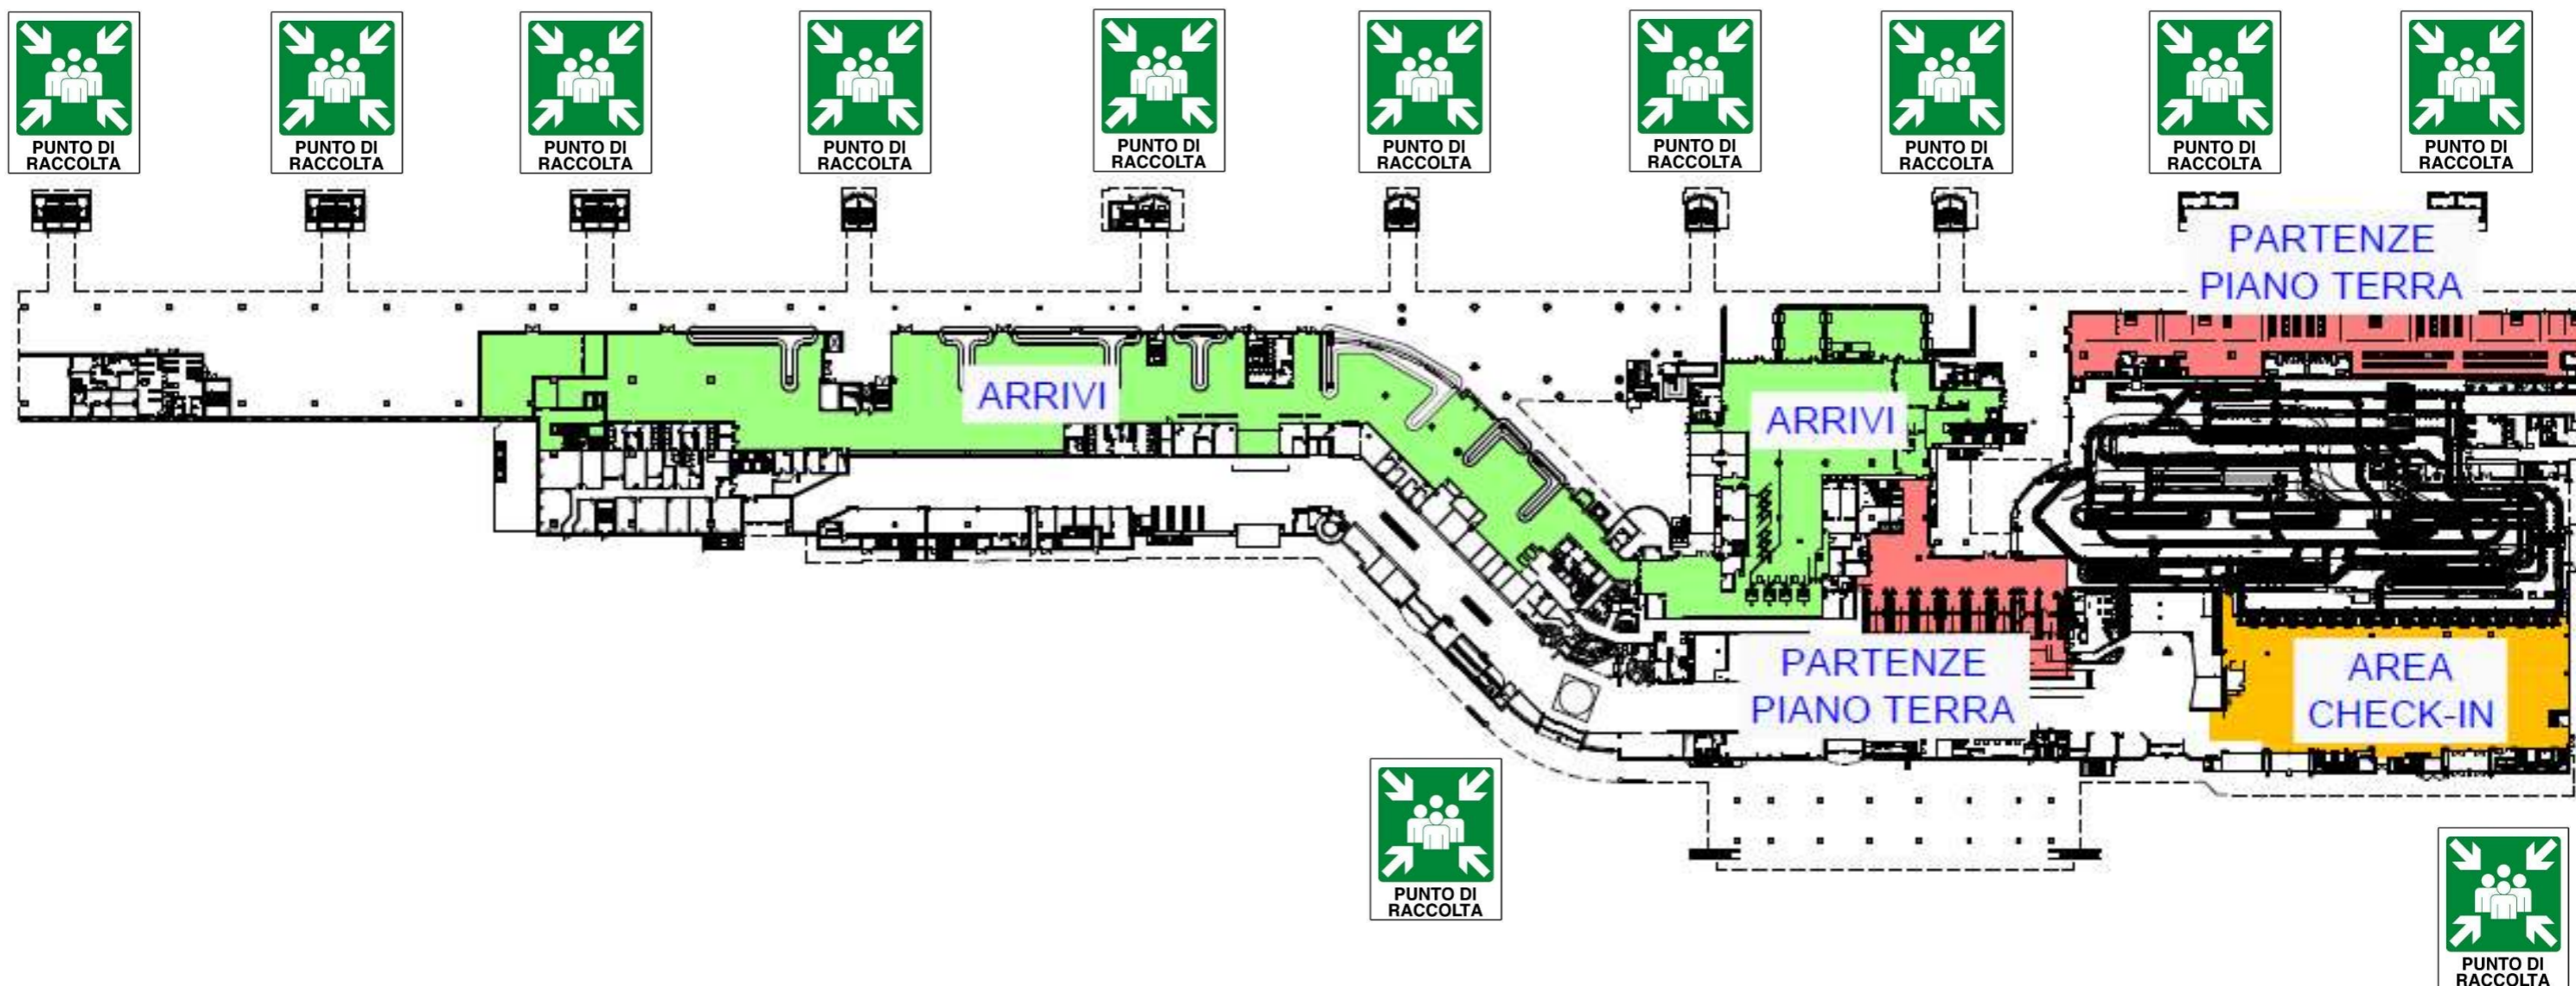 PUNTO DI
RACCOLTA
PUNTO DI
RACCOLTA
PUNTO DI
RACCOLTA
PUNTO DI
RACCOLTA
PUNTO DI
RACCOLTA
PUNTO DI
RACCOLTA
PUNTO DI
RACCOLTA
PUNTO DI
RACCOLTA
PUNTO DI
RACCOLTA
PUNTO DI
RACCOLTA
PARTENZE
PIANO TERRA
ARRIVI
ARRIVI
PARTENZE
PIANO TERRA
AREA
CHECK-IN
PUNTO DI
RACCOLTA
PUNTO DI
RACCOLTA